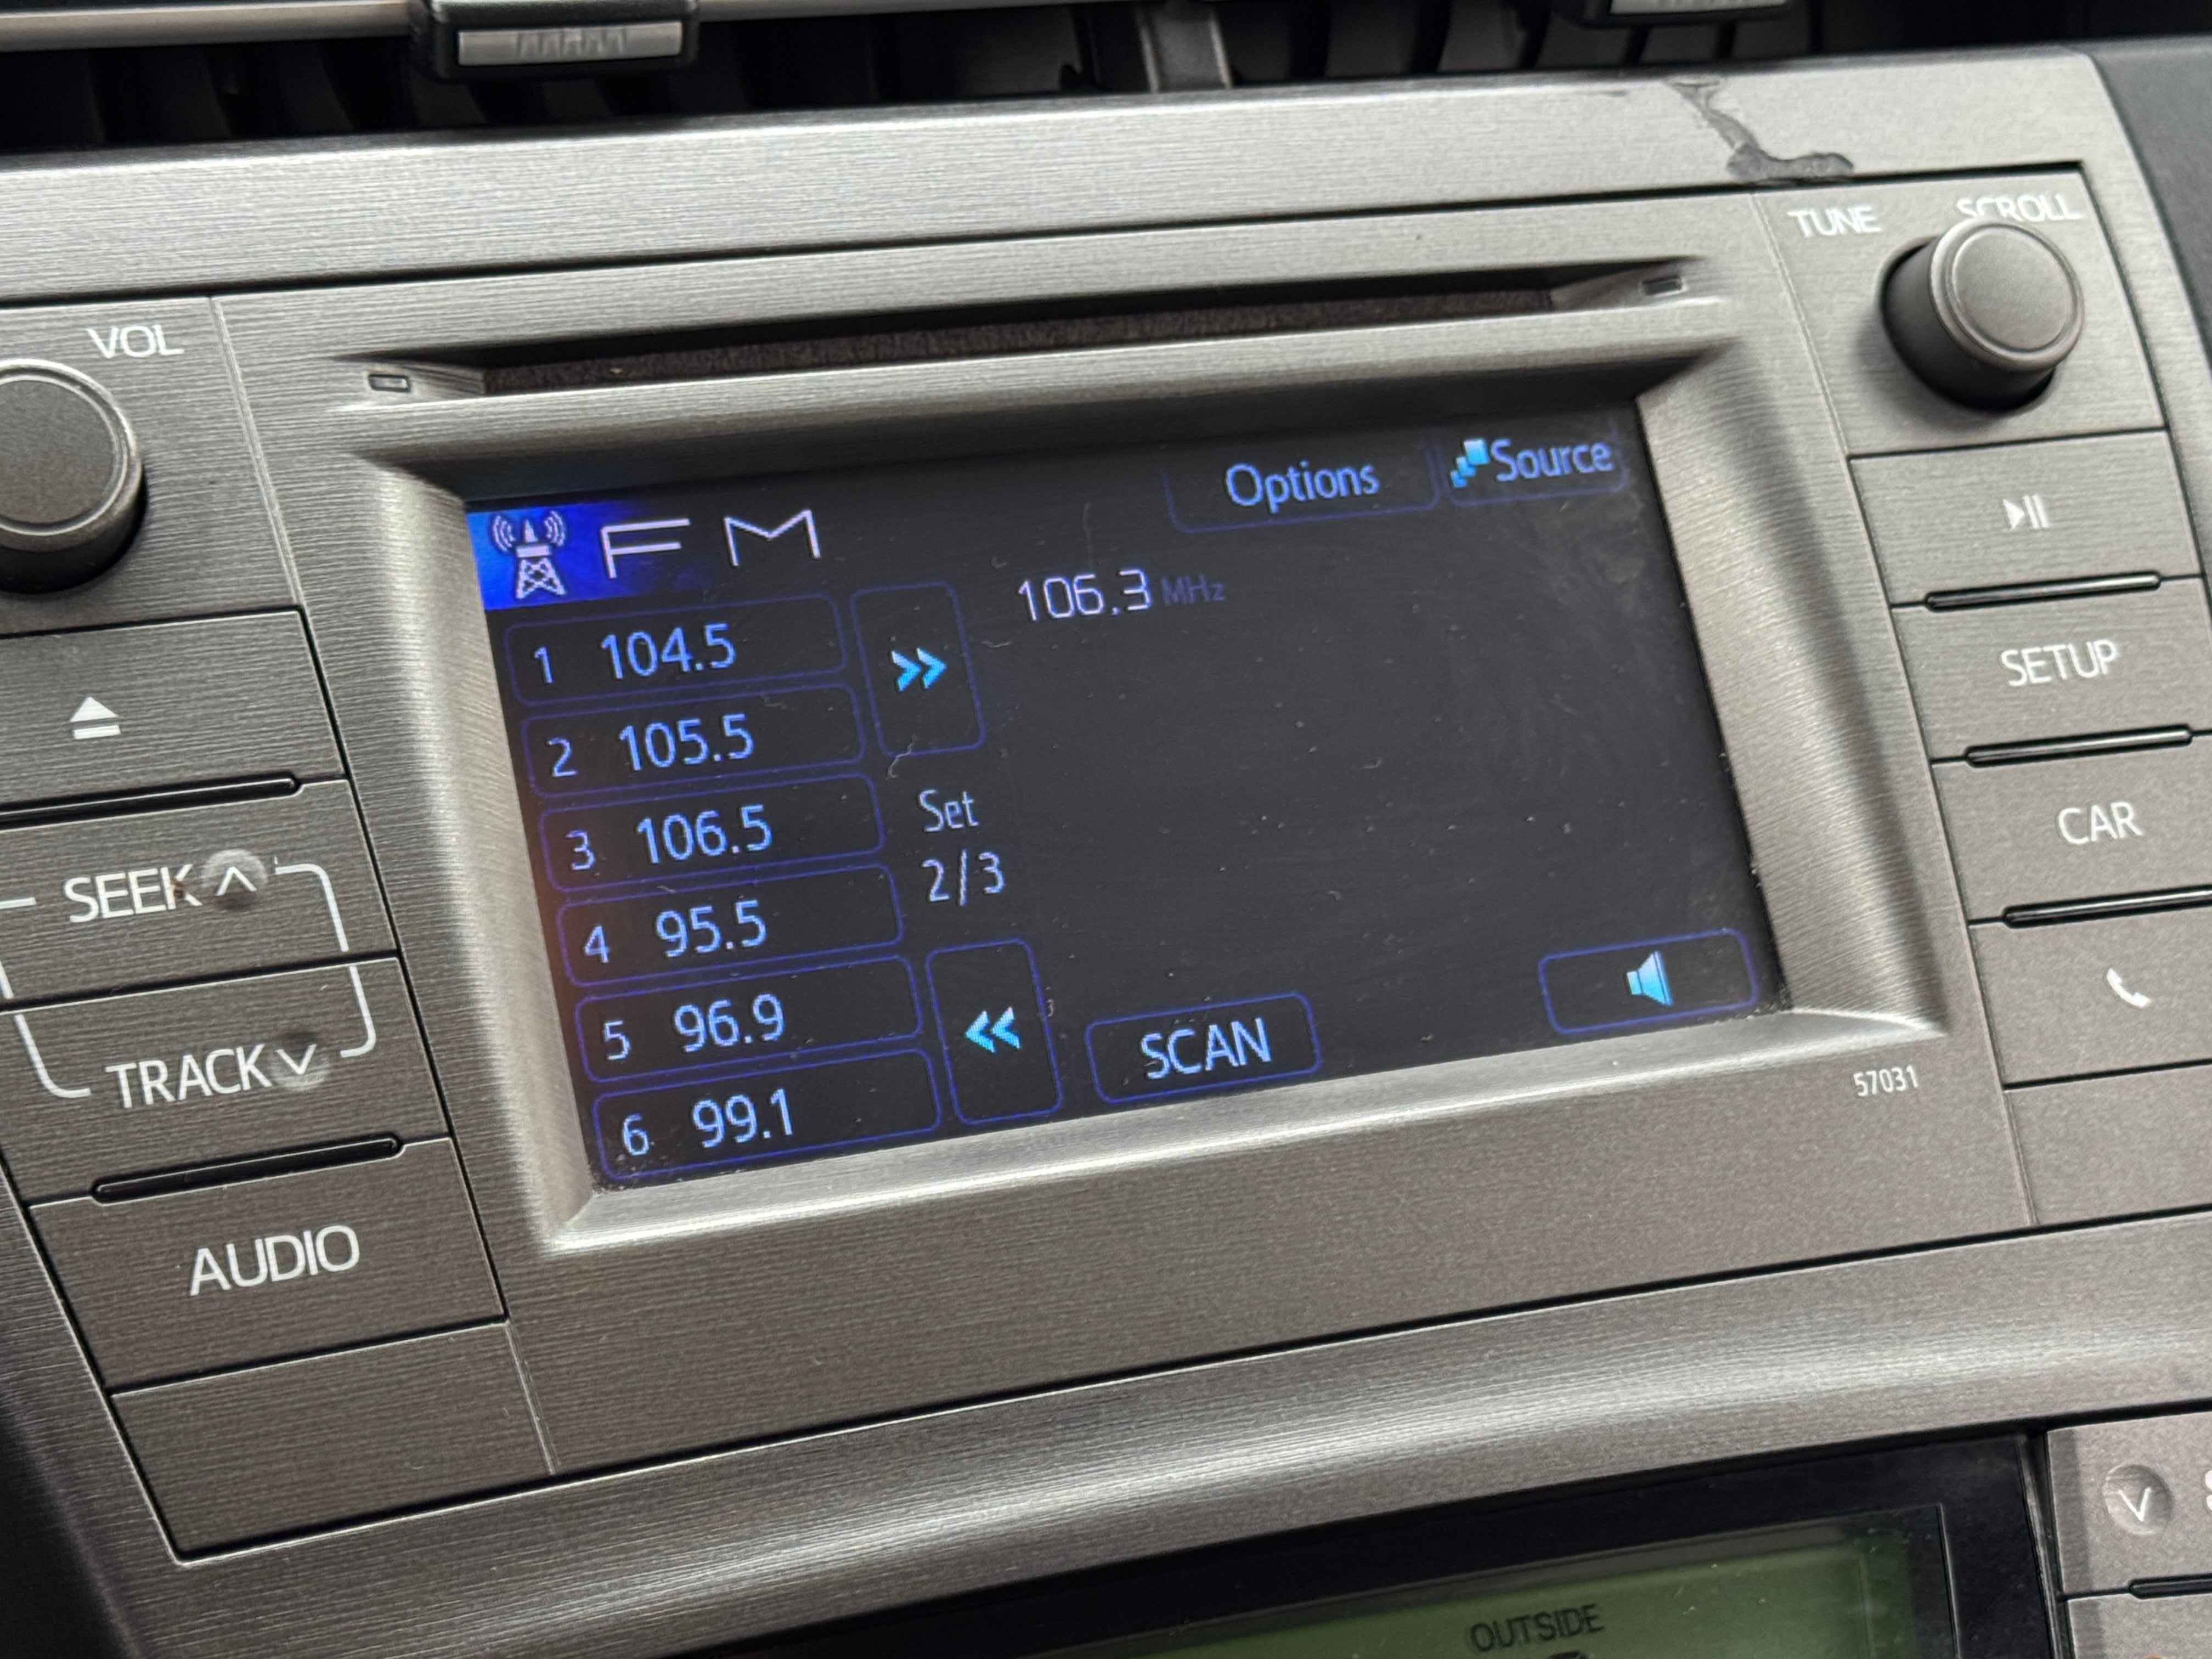 VOL
TUNE SCROLL
FM
Options
Source
106.3 MHz
1 104.5
2 105.5
3 106.5
4 95.5
5 96.9
6 99.1
Set
2/3
SCAN
SEEK
TRACK
AUDIO
SETUP
CAR
57031
OUTSIDE